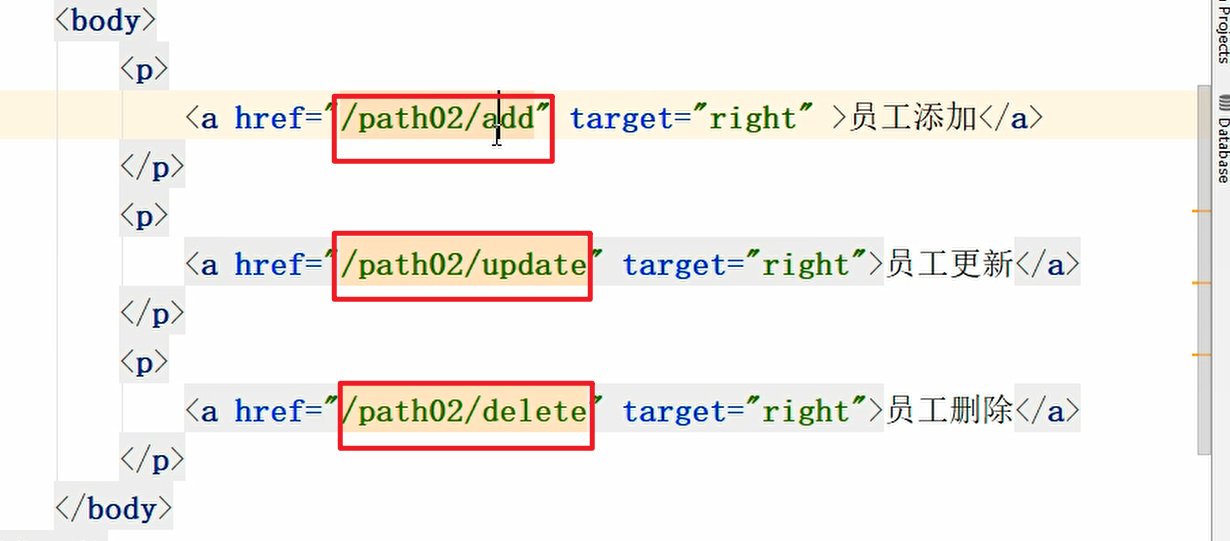 <body>
<p>
<a href="/path02/add" target="right" >员工添加</a>
</p>
<p>
<a href="/path02/update" target="right">员工更新</a>
</p>
<p>
<a href="/path02/delete" target="right">员工删除</a>
</p>
</body>
Projects
Database